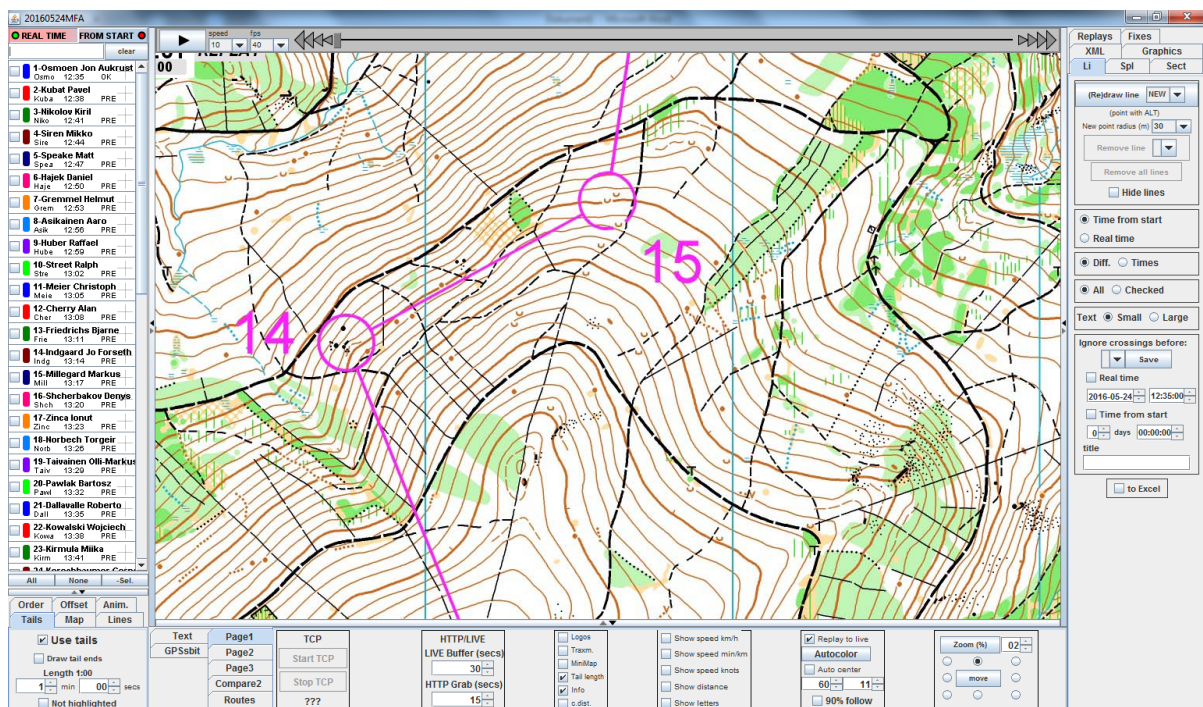 20160524MFA
REAL TIME FROM START
clear
1-Osmoen Jon Aukrust
Osmo 12:35 OK
2-Kubat Pavel
Kuba 12:38 PRE
3-Nikolov Kiril
Niko 12:41 PRE
4-Siren Mikko
Sire 12:44 PRE
5-Speake Matt
Spea 12:47 PRE
6-Hajek Daniel
Haje 12:50 PRE
7-Gremmel Helmut
Grem 12:53 PRE
8-Asikainen Aaro
Asik 12:56 PRE
9-Huber Raffael
Hube 12:59 PRE
10-Street Ralph
Stre 13:02 PRE
11-Meier Christoph
Meie 13:05 PRE
12-Cherry Alan
Cher 13:08 PRE
13-Friedrichs Bjarne
Frie 13:11 PRE
14-Indgaard Jo Forseth
Indg 13:14 PRE
15-Millegard Markus
Mill 13:17 PRE
16-Shcherbakov Denys
Shch 13:20 PRE
17-Zinca Ionut
Zinc 13:23 PRE
18-Norbech Torgeir
Norb 13:26 PRE
19-Taivainen Olli-Markus
Taiv 13:29 PRE
20-Pawlak Bartosz
Pawl 13:32 PRE
21-Dallavalle Roberto
Dall 13:35 PRE
22-Kowalski Wojciech
Kowa 13:38 PRE
23-Kirmula Miika
Kirm 13:41 PRE
All None -Sel.
Order Offset Anim.
Tails Map Lines
Use tails
Draw tail ends
Length 1:00
1 min 00 secs
Not highlighted
speed fps
10 40
00
14
15
Text
GPSsbit
Page1
Page2
Page3
Compare2
Routes
TCP
Start TCP
Stop TCP
???
HTTP/LIVE
LIVE Buffer (secs)
30
HTTP Grab (secs)
15
Logos
Traxm.
MiniMap
Tail length
Info
c.dist.
Show speed km/h
Show speed min/km
Show speed knots
Show distance
Show letters
Replay to live
Autocolor
Auto center
60 11
90% follow
Zoom (%) 02
move
Replays Fixes
XML Graphics
Li Spl Sect
(Re)draw line NEW
(point with ALT)
New point radius (m) 30
Remove line
Remove all lines
Hide lines
Time from start
Real time
Diff. Times
All Checked
Text Small Large
Ignore crossings before:
Save
Real time
2016-05-24 12:35:00
Time from start
0 days 00:00:00
title
to Excel